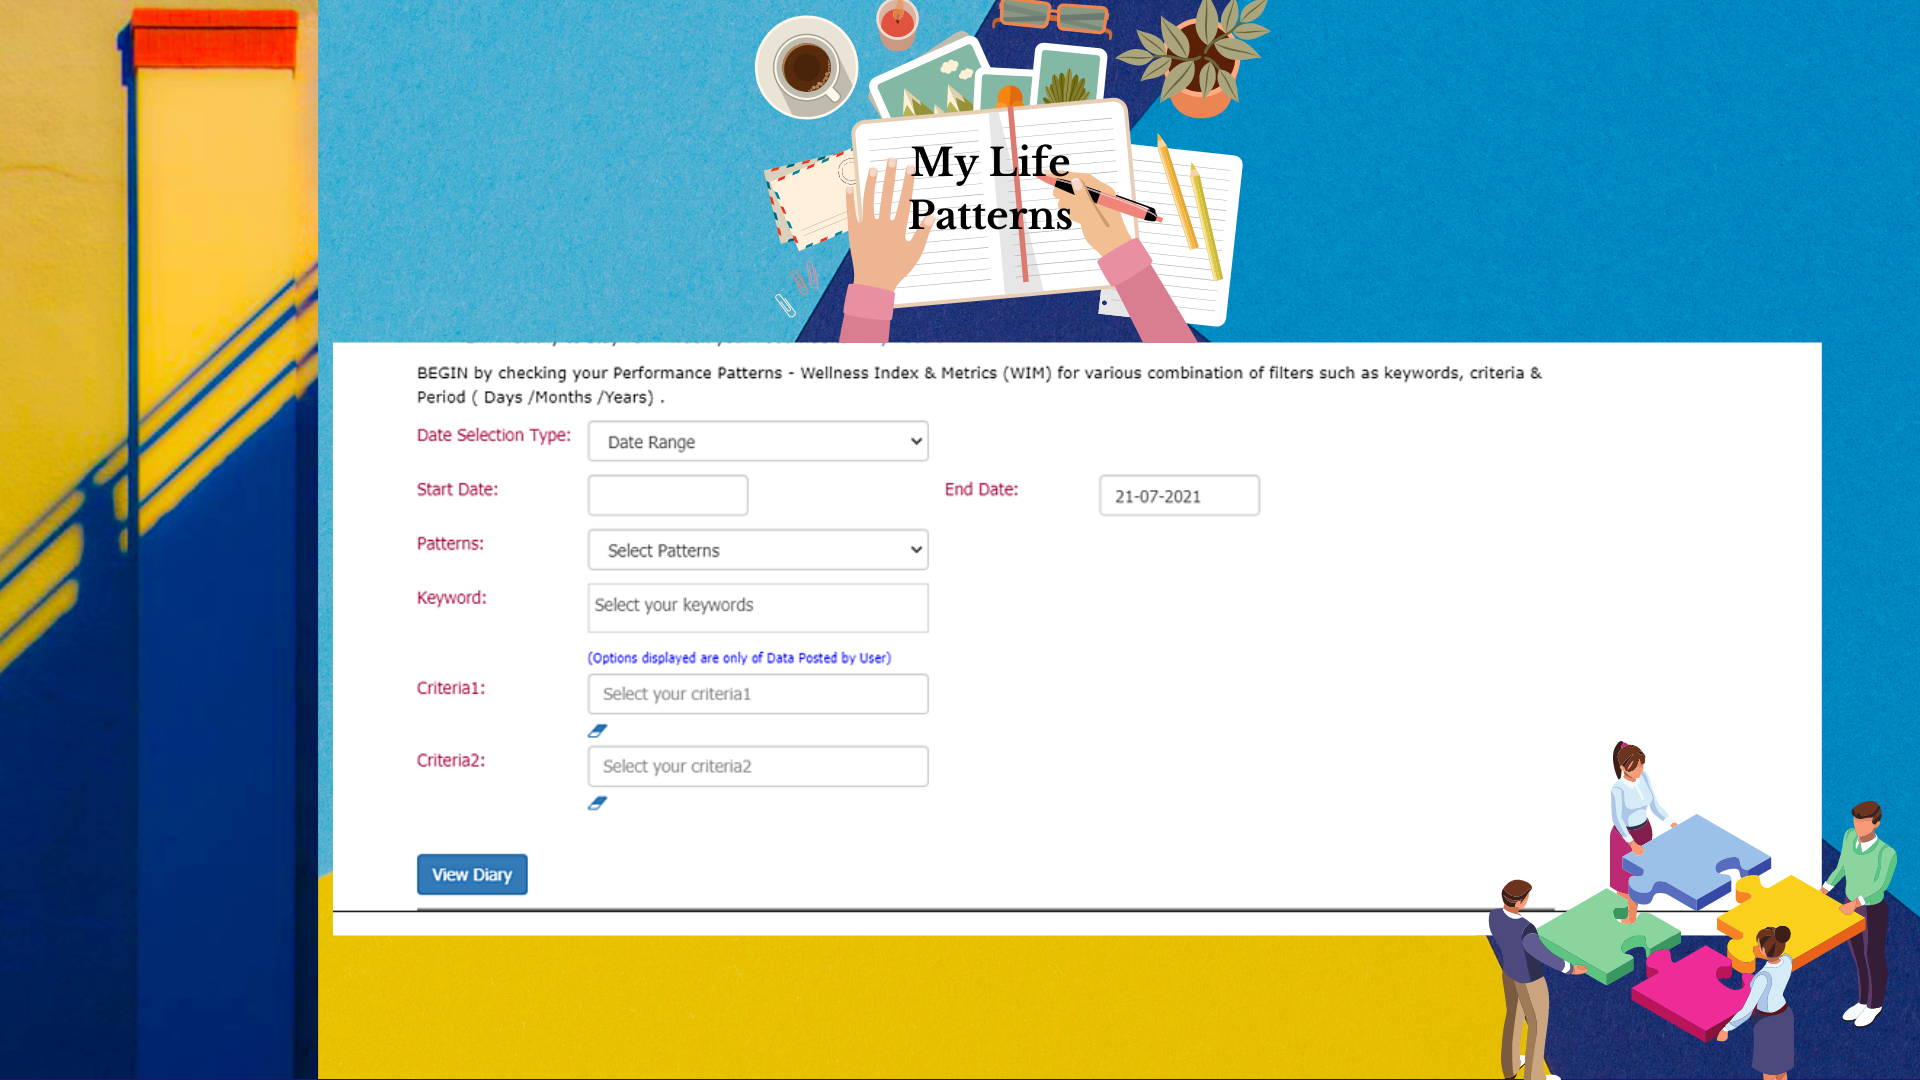 My Life
Patterns
BEGIN by checking your Performance Patterns - Wellness Index & Metrics (WIM) for various combination of filters such as keywords, criteria &
Period ( Days /Months /Years) .
Date Selection Type: Date Range
Start Date: End Date: 21-07-2021
Patterns: Select Patterns
Keyword: Select your keywords
(Options displayed are only of Data Posted by User)
Criteria1: Select your criteria1
Criteria2: Select your criteria2
View Diary